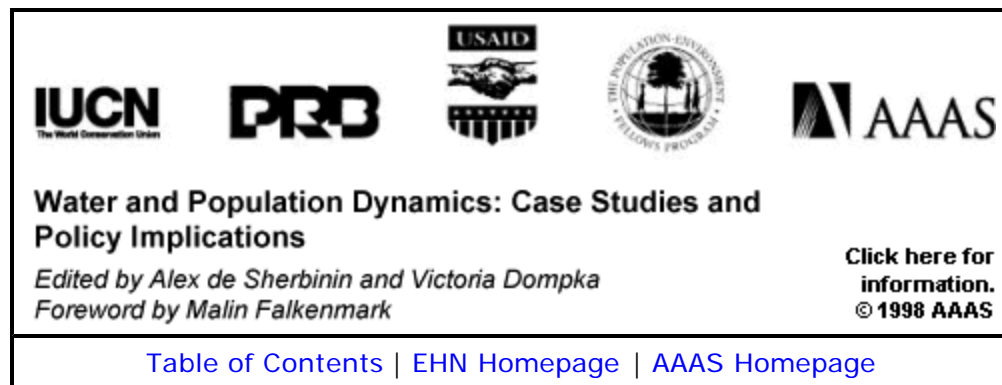 IUCN
The World Conservation Union
PRB
USAID
THE POPULATION-ENVIRONMENT
FELLOWS PROGRAM
AAAS
Water and Population Dynamics: Case Studies and
Policy Implications
Edited by Alex de Sherbinin and Victoria Dompka
Foreword by Malin Falkenmark
Click here for
information.
© 1998 AAAS
Table of Contents | EHN Homepage | AAAS Homepage